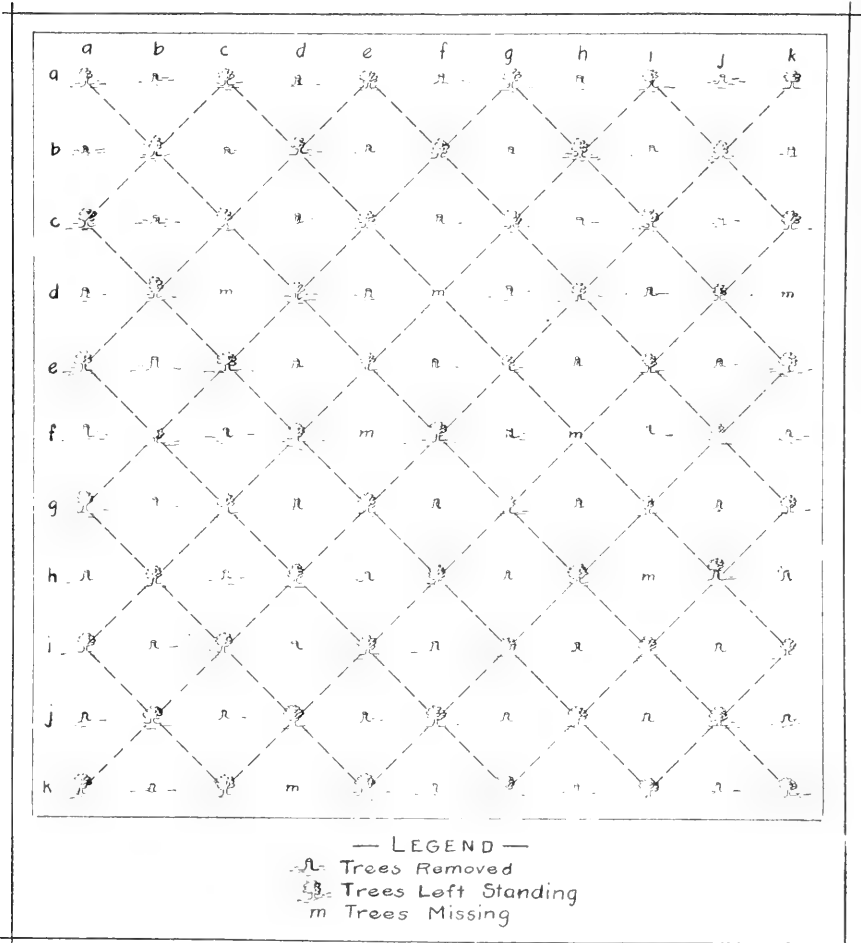 a b c d e f g h i j k
a
b
c
d m m m
e
f m m
g
h m
i
j
k m
— LEGEND —
Trees Removed
Trees Left Standing
m Trees Missing